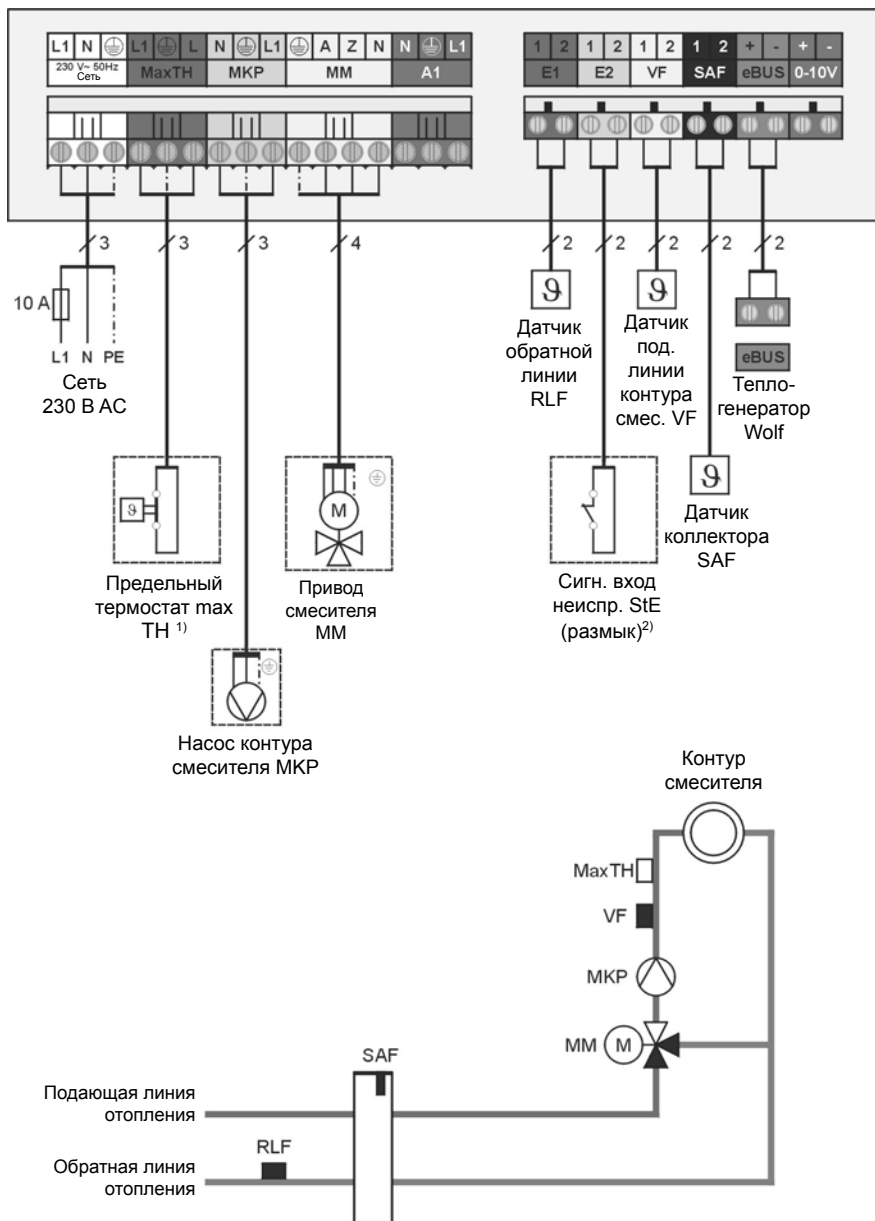 L1 N L1 L N L1 A Z N N L1
230 V~ 50Hz
Сеть
MaxTH
MKP
MM
A1
1 2 1 2 1 2 1 2 + - + -
E1 E2 VF SAF eBUS 0-10V
3 3 3 4 2 2 2 2 2
10 A
L1 N PE
Сеть
230 В AC
ϑ
Датчик
обратной
линии
RLF
ϑ
Датчик
под.
линии
контура
смес. VF
eBUS
Тепло-
генератор
Wolf
ϑ
Предельный
термостат max
TH 1)
M
Привод
смесителя
MM
Сигн. вход
неиспр. StE
(размык)2)
ϑ
Датчик
коллектора
SAF
Насос контура
смесителя MKP
Контур
смесителя
MaxTH
VF
MKP
MM M
SAF
Подающая линия
отопления
RLF
Обратная линия
отопления